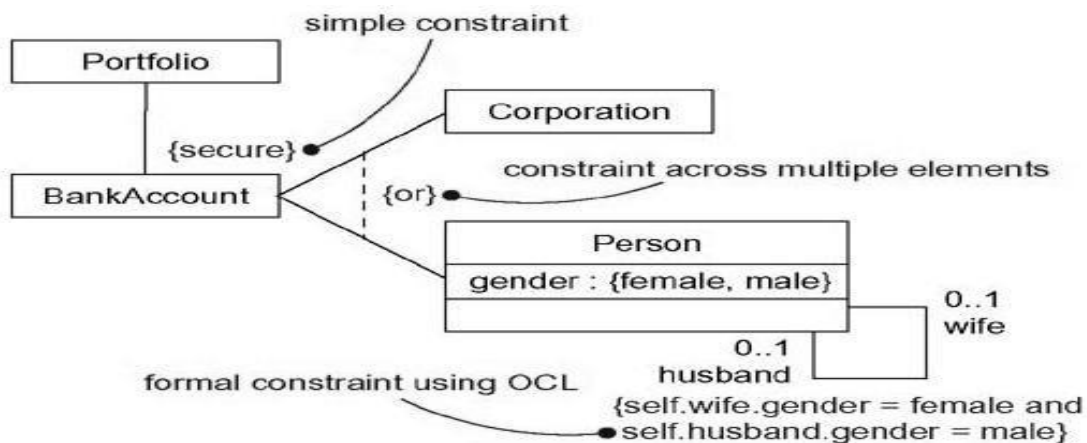 simple constraint
Portfolio
Corporation
{secure}
constraint across multiple elements
BankAccount
{or}
Person
gender : {female, male}
0..1
wife
0..1
husband
formal constraint using OCL
{self.wife.gender = female and
self.husband.gender = male}